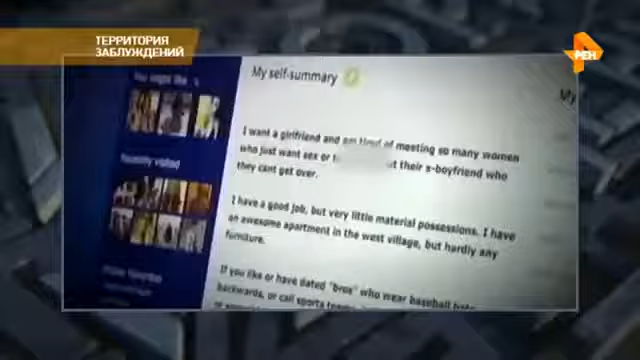 ТЕРРИТОРИЯ
ЗАБЛУЖДЕНИЙ
РЕН
You might like
My self-summary
My
I want a girlfriend and am tired of meeting so many women
who just want sex or t their x-boyfriend who
they cant get over.
Recently visited
I have a good job, but very little material possessions. I have
an awesome apartment in the west village, but hardly any
furniture.
If you like or have dated "bros" who wear baseball hats
backwards, or call sports teams